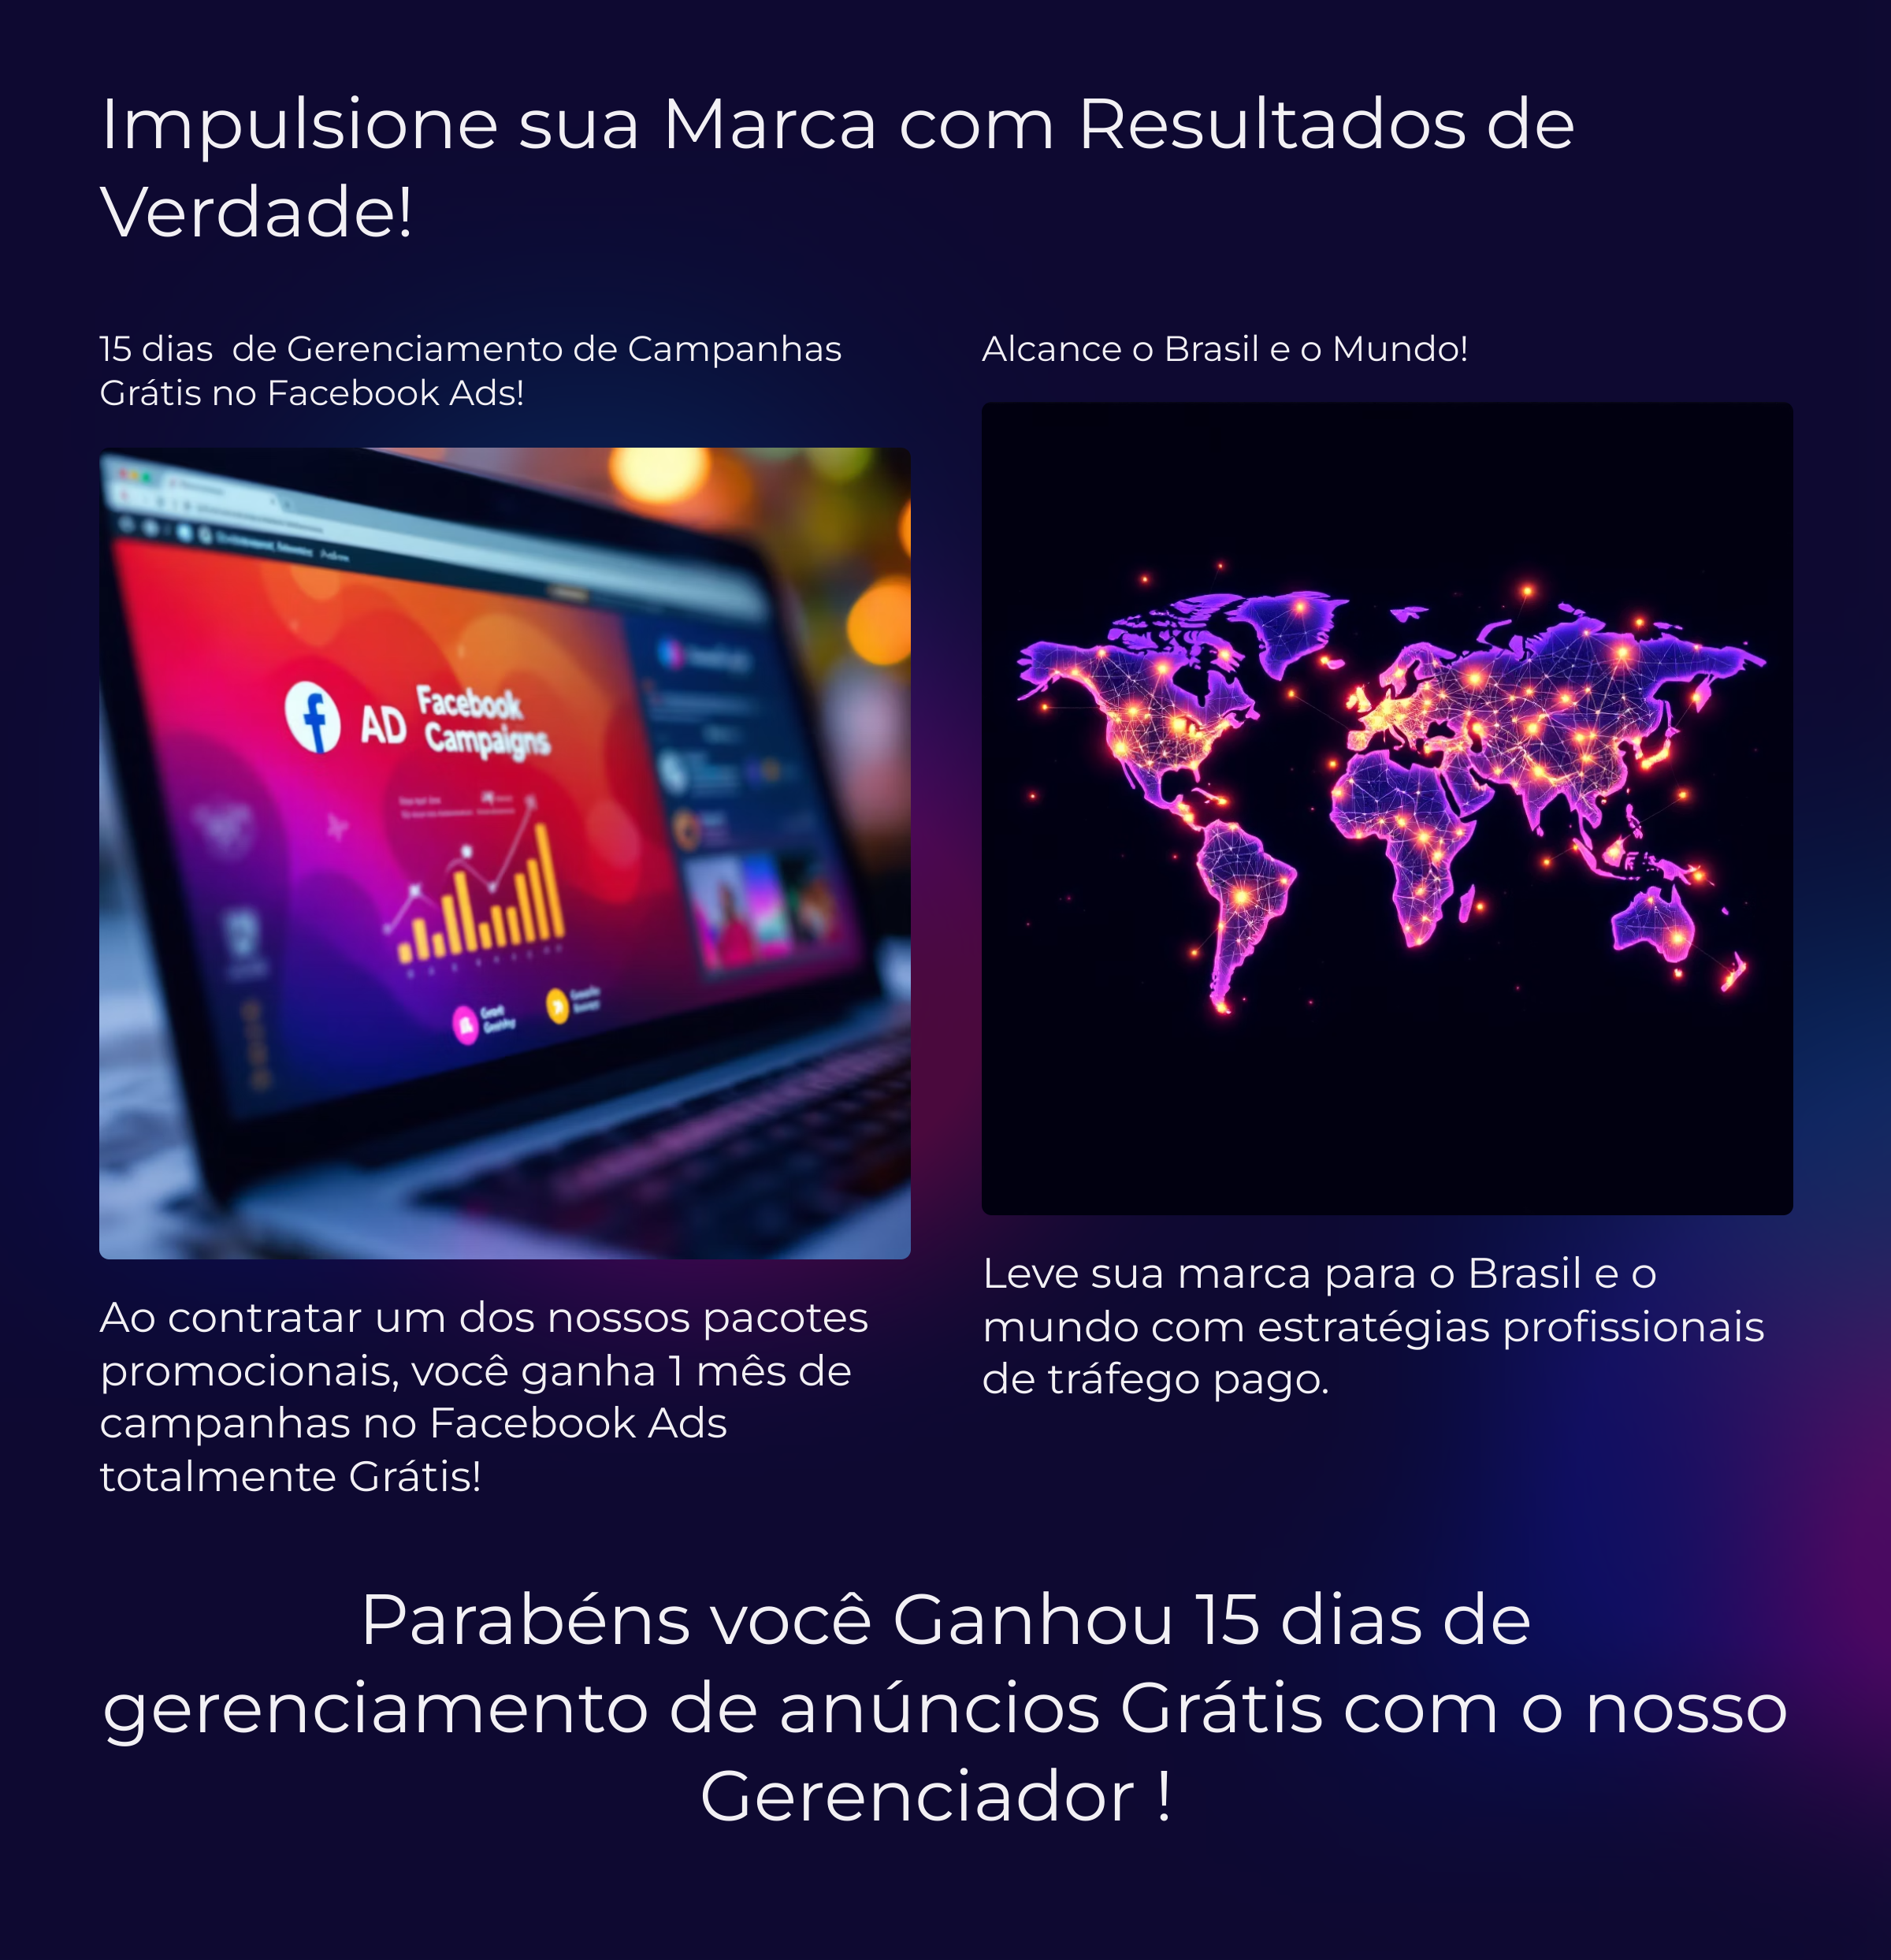 Impulsione sua Marca com Resultados de
Verdade!
15 dias  de Gerenciamento de Campanhas
Grátis no Facebook Ads!
AD Facebook
Campaigns
Ao contratar um dos nossos pacotes
promocionais, você ganha 1 mês de
campanhas no Facebook Ads
totalmente Grátis!
Alcance o Brasil e o Mundo!
Leve sua marca para o Brasil e o
mundo com estratégias profissionais
de tráfego pago.
Parabéns você Ganhou 15 dias de
gerenciamento de anúncios Grátis com o nosso
Gerenciador !